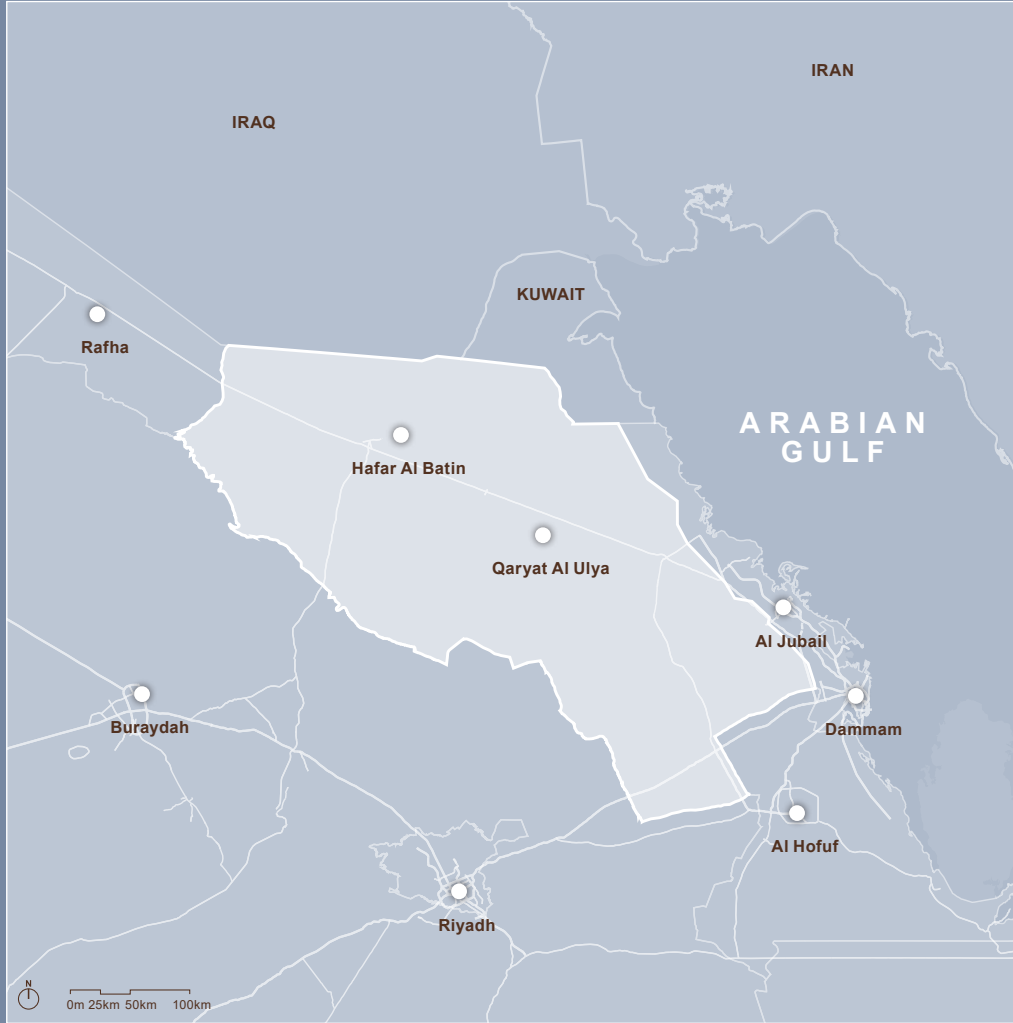 IRAN
IRAQ
KUWAIT
Rafha
ARABIAN
GULF
Hafar Al Batin
Qaryat Al Ulya
Al Jubail
Buraydah
Dammam
Al Hofuf
Riyadh
N
0m 25km 50km 100km